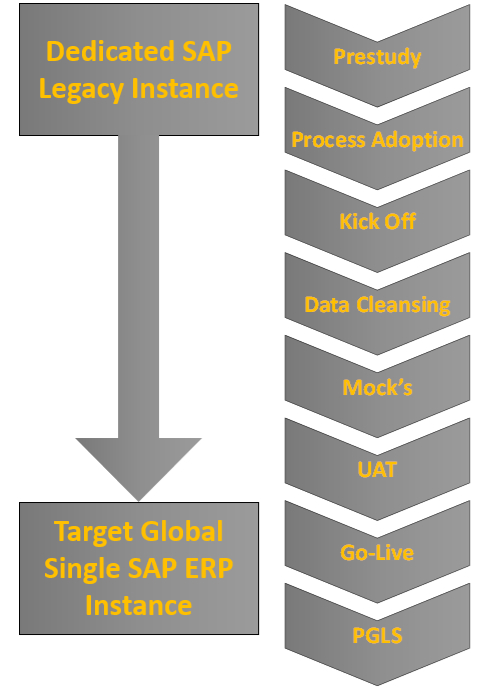 Dedicated SAP
Legacy Instance
Target Global
Single SAP ERP
Instance
Prestudy
Process Adoption
Kick Off
Data Cleansing
Mock's
UAT
Go-Live
PGLS